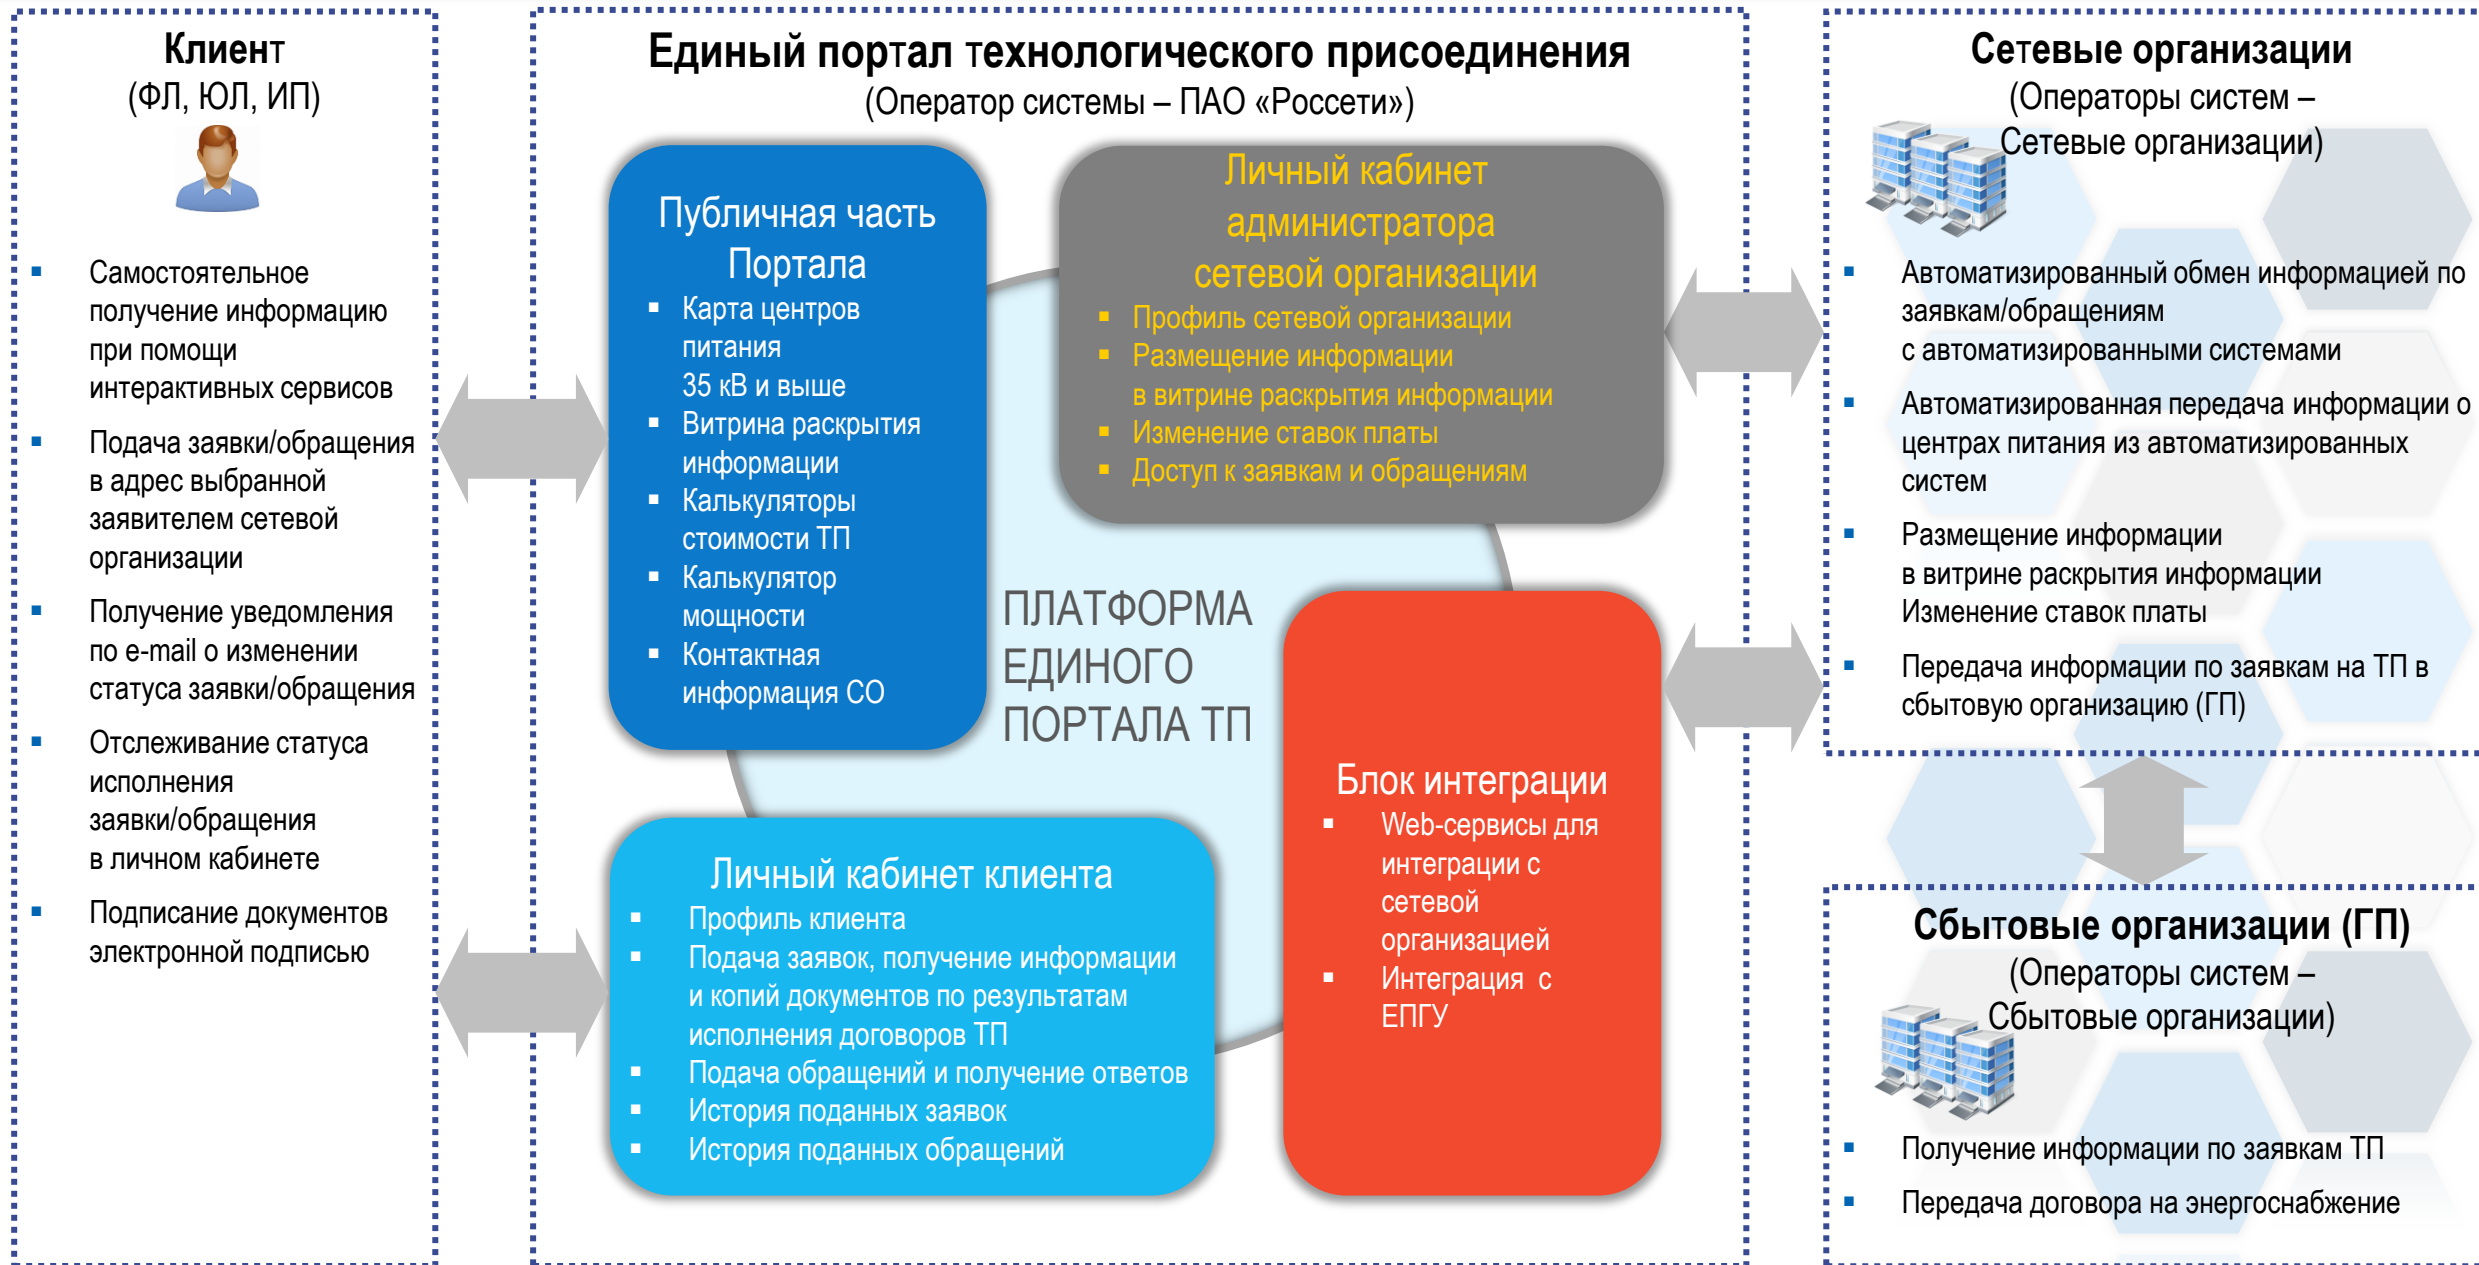 Клиент
(ФЛ, ЮЛ, ИП)
Самостоятельное
получение информацию
при помощи
интерактивных сервисов
Подача заявки/обращения
в адрес выбранной
заявителем сетевой
организации
Получение уведомления
по e-mail о изменении
статуса заявки/обращения
Отслеживание статуса
исполнения
заявки/обращения
в личном кабинете
Подписание документов
электронной подписью
Единый портал технологического присоединения
(Оператор системы – ПАО «Россети»)
Публичная часть
Портала
Карта центров
питания
35 кВ и выше
Витрина раскрытия
информации
Калькуляторы
стоимости ТП
Калькулятор
мощности
Контактная
информация СО
Личный кабинет
администратора
сетевой организации
Профиль сетевой организации
Размещение информации
в витрине раскрытия информации
Изменение ставок платы
Доступ к заявкам и обращениям
ПЛАТФОРМА
ЕДИНОГО
ПОРТАЛА ТП
Личный кабинет клиента
Профиль клиента
Подача заявок, получение информации
и копий документов по результатам
исполнения договоров ТП
Подача обращений и получение ответов
История поданных заявок
История поданных обращений
Блок интеграции
Web-сервисы для
интеграции с
сетевой
организацией
Интеграция с
ЕПГУ
Сетевые организации
(Операторы систем –
Сетевые организации)
Автоматизированный обмен информацией по
заявкам/обращениям
с автоматизированными системами
Автоматизированная передача информации о
центрах питания из автоматизированных
систем
Размещение информации
в витрине раскрытия информации
Изменение ставок платы
Передача информации по заявкам на ТП в
сбытовую организацию (ГП)
Сбытовые организации (ГП)
(Операторы систем –
Сбытовые организации)
Получение информации по заявкам ТП
Передача договора на энергоснабжение